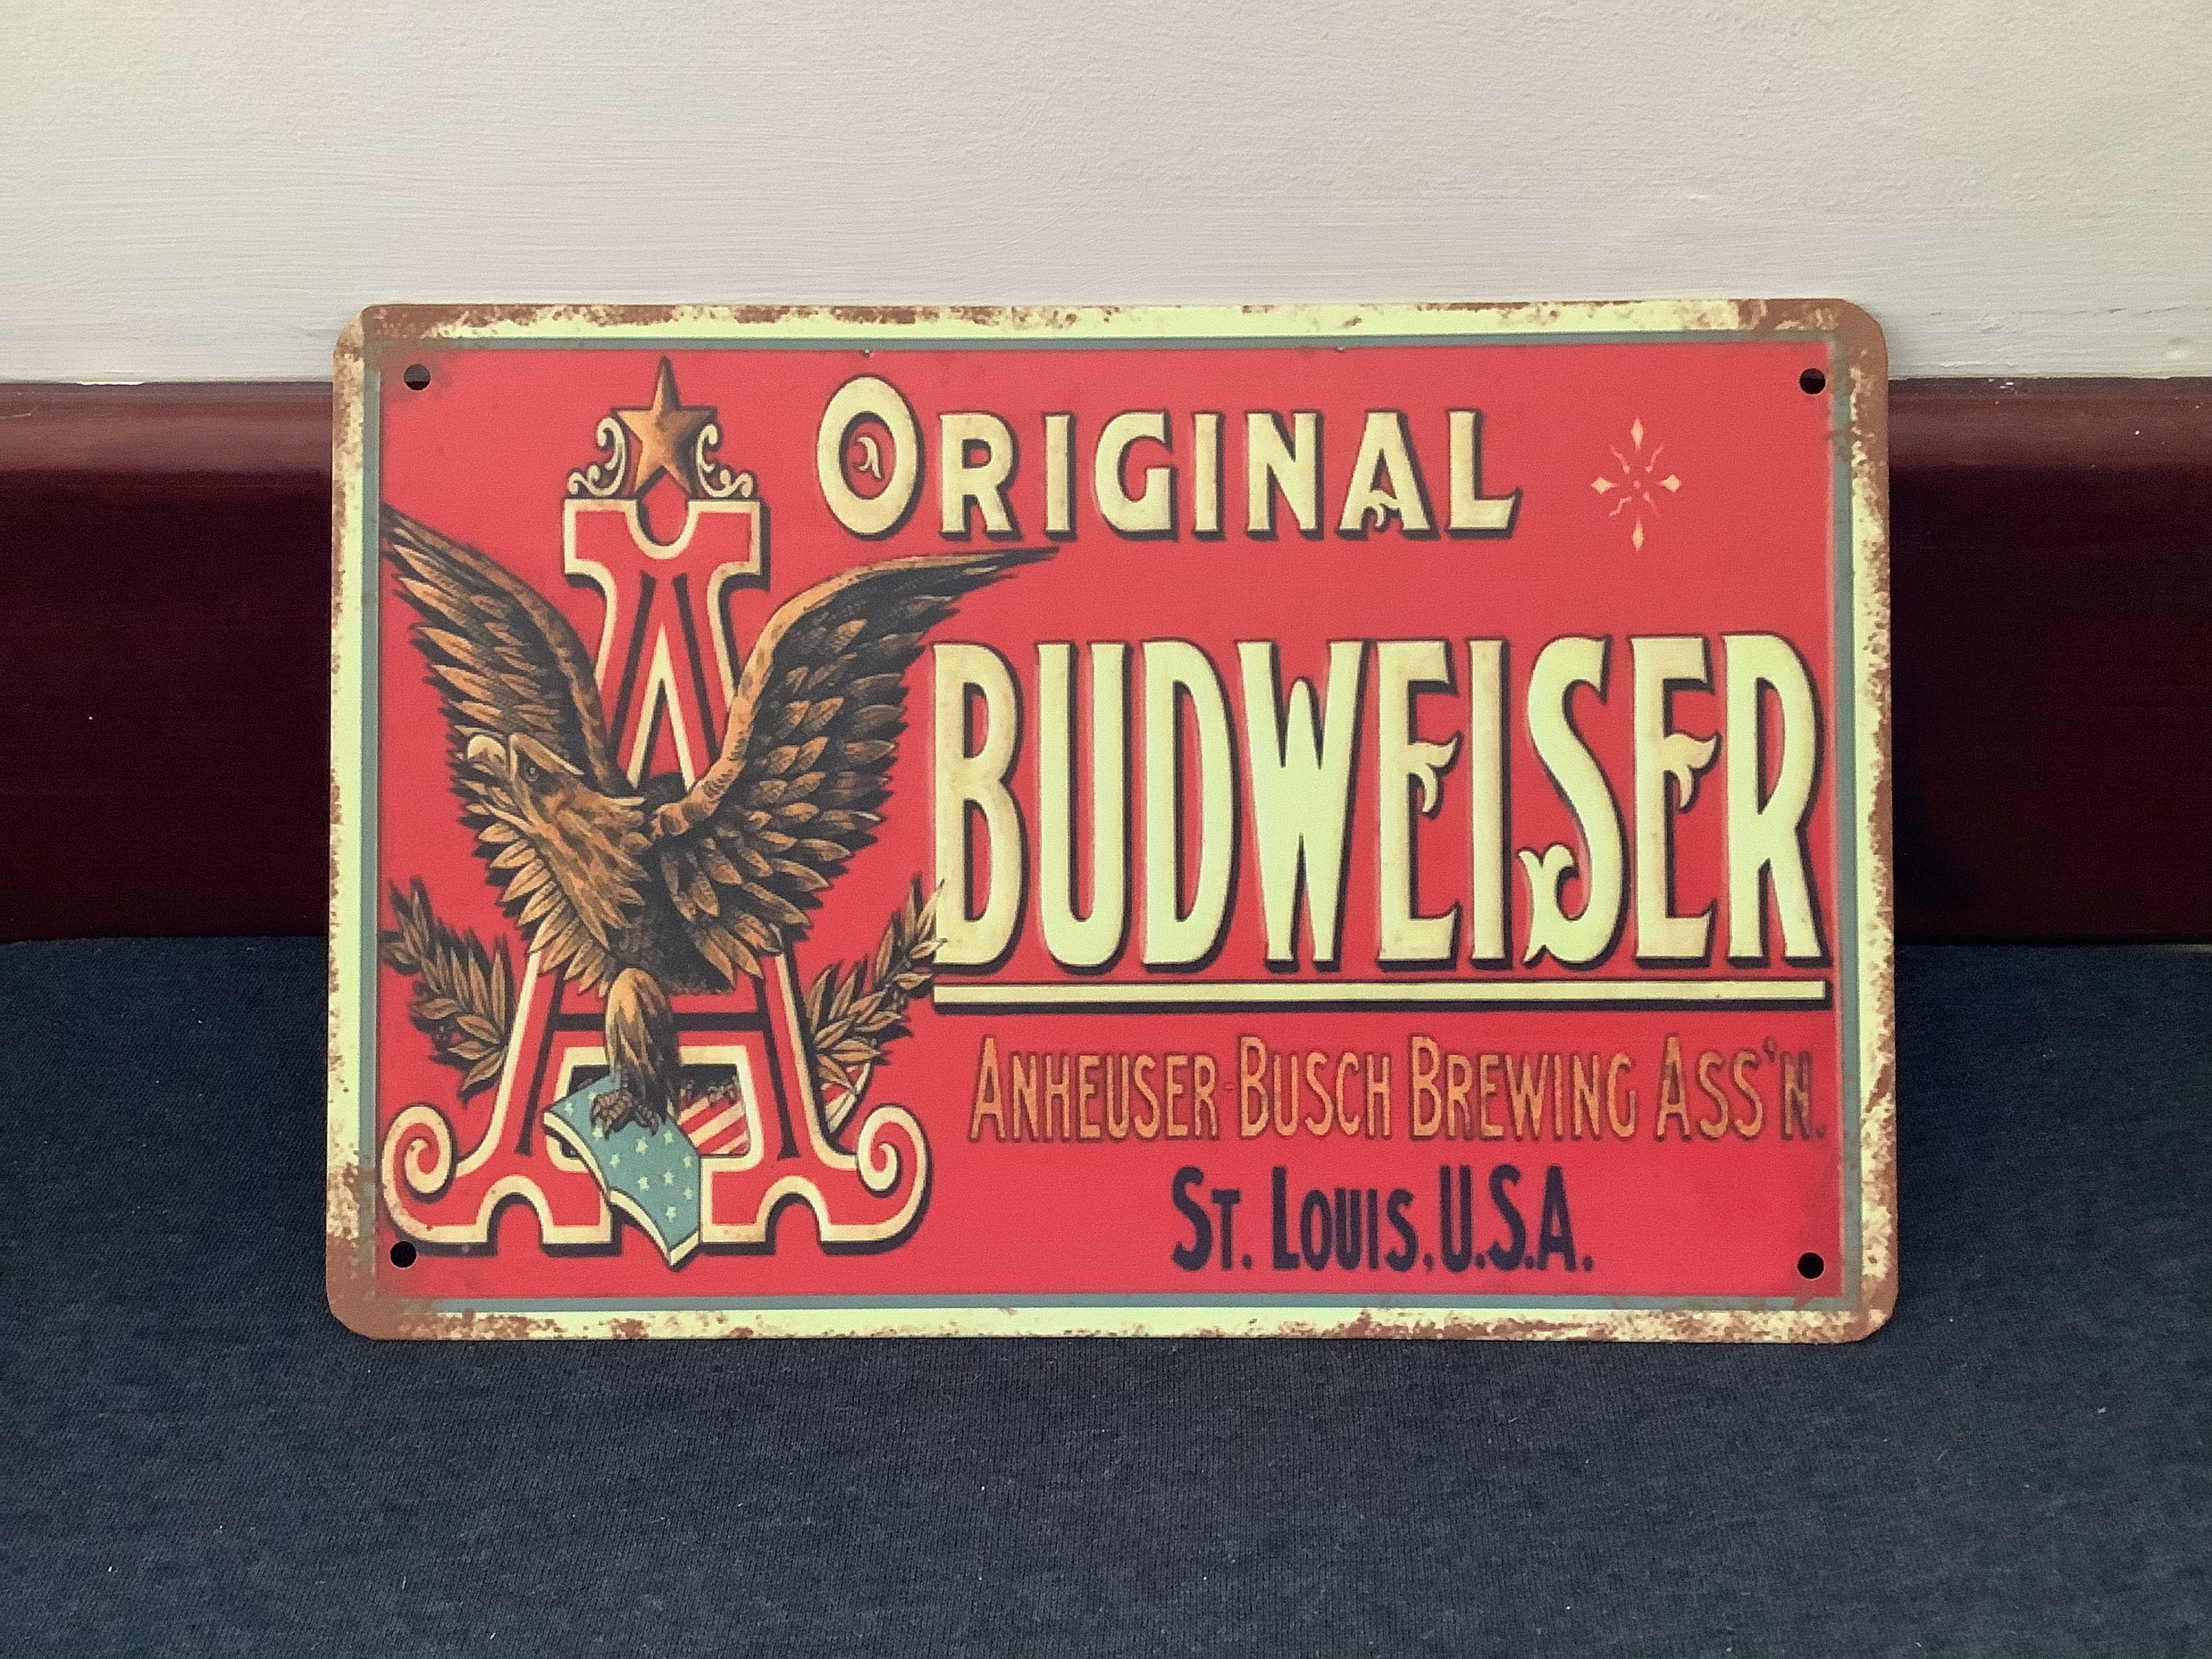 ORIGINAL
BUDWEISER
ANHEUSER-BUSCH BREWING ASS'N.
ST. LOUIS, U.S.A.